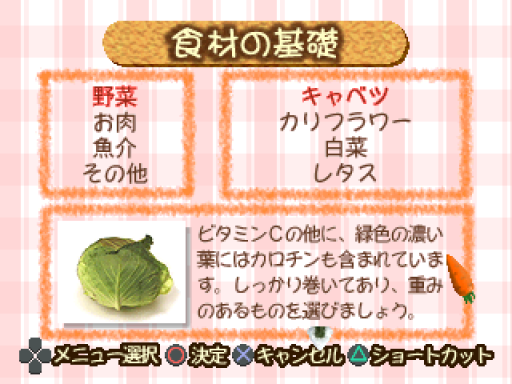 食材の基礎
野菜
お肉
魚介
その他
キャベツ
カリフラワー
白菜
レタス
ビタミンCの他に、緑色の濃い
葉にはカロチンも含まれていま
す。しっかり巻いてあり、重み
のあるものを選びましょう。
メニュー選択 決定 キャンセル ショートカット